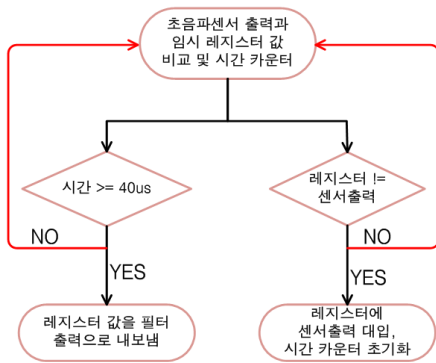 초음파센서 출력과
임시 레지스터 값
비교 및 시간 카운터
시간 >= 40us
레지스터 !=
센서출력
NO
NO
YES
YES
레지스터 값을 필터
출력으로 내보냄
레지스터에
센서출력 대입,
시간 카운터 초기화